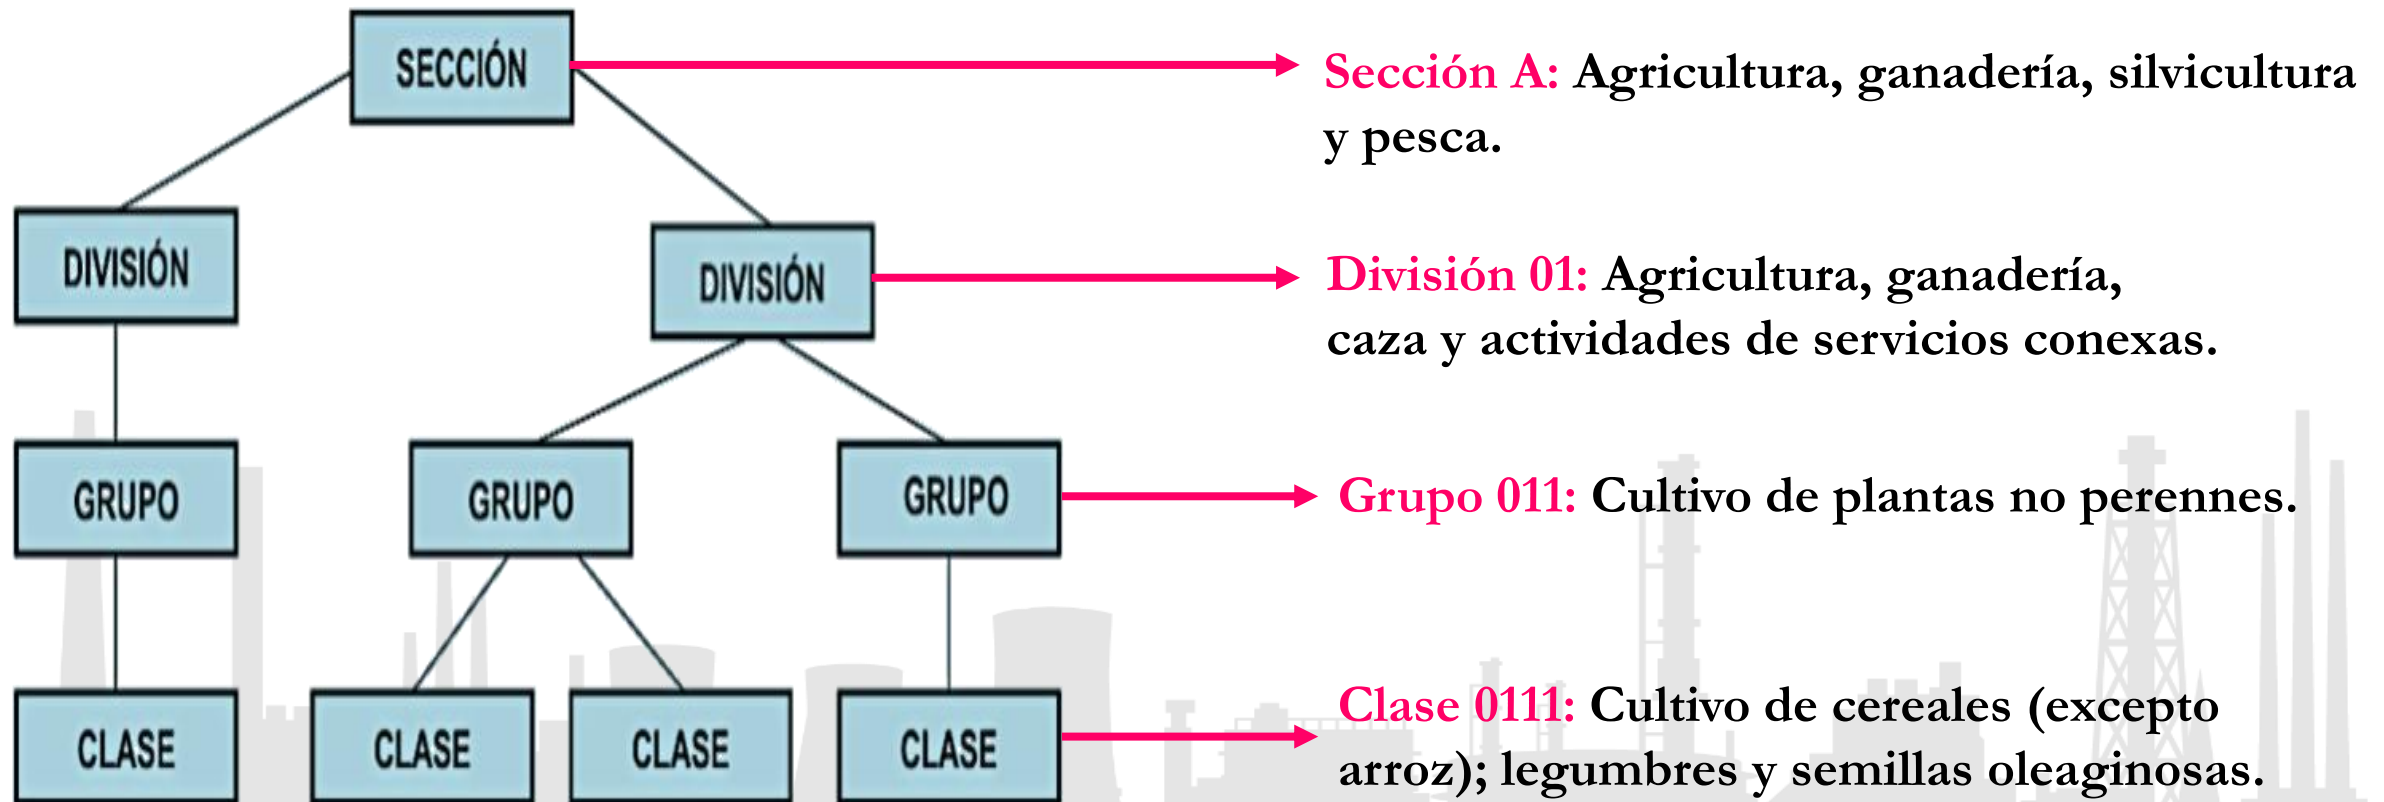 SECCIÓN
Sección A: Agricultura, ganadería, silvicultura
y pesca.
DIVISIÓN
DIVISIÓN
División 01: Agricultura, ganadería,
caza y actividades de servicios conexas.
GRUPO
GRUPO
GRUPO
Grupo 011: Cultivo de plantas no perennes.
CLASE
CLASE
CLASE
CLASE
Clase 0111: Cultivo de cereales (excepto
arroz); legumbres y semillas oleaginosas.